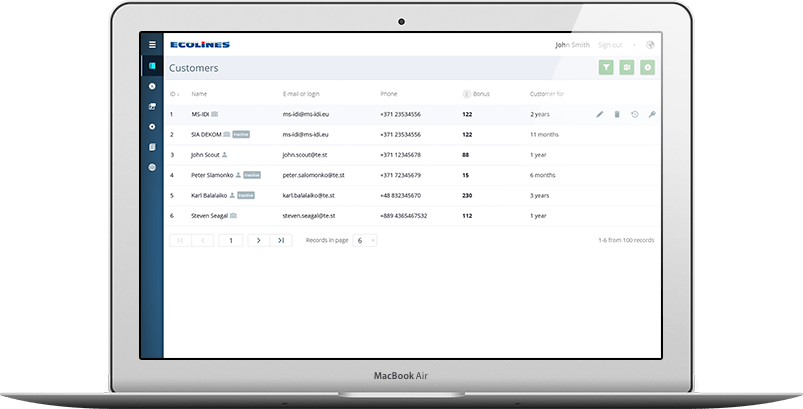 ECOLINES John Smith Sign out
Customers
ID Name E-mail or login Phone £ Bonus Customer for
1 MS-IDI ms-idi@ms-idi.eu +371 23534556 122 2 years
2 SIA DEKOM Inactive ms-idi@ms-idi.eu +371 23534556 122 11 months
3 John Scout john.scout@te.st +371 12345678 88 1 year
4 Peter Slamonko Inactive peter.salomonko@te.st +371 72345679 15 6 months
5 Karl Balalaiko Inactive karl.balalaiko@te.st +48 832345670 230 3 years
6 Steven Seagal steven.seagal@te.st +889 4365467532 112 1 year
1 Records in page 6 1-6 from 100 records
MacBook Air